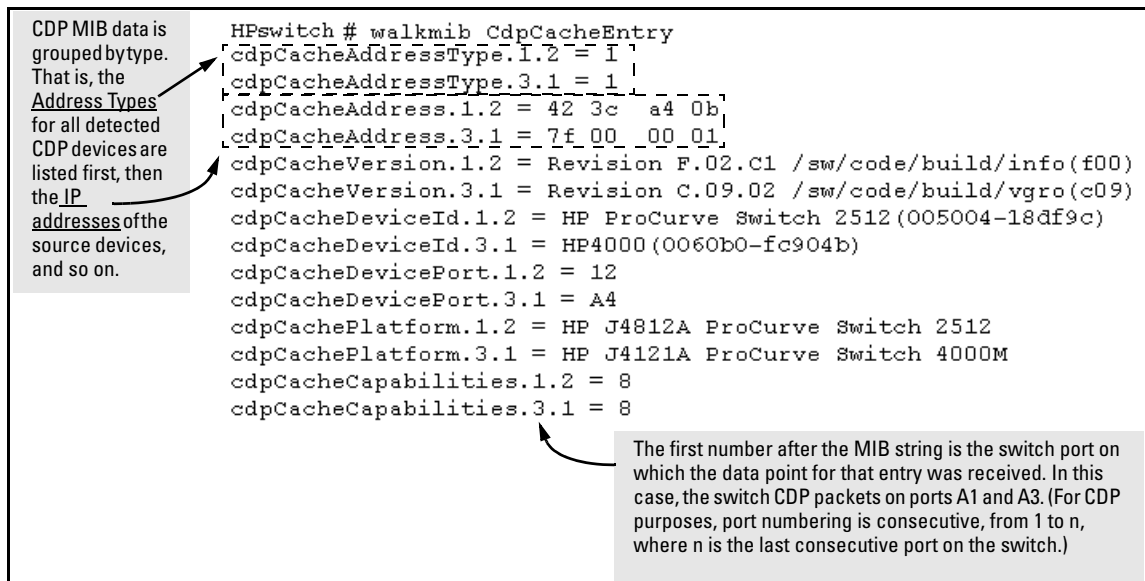 CDP MIB data is
grouped by type.
That is, the
Address Types
for all detected
CDP devices are
listed first, then
the IP
addresses of the
source devices,
and so on.
HPswitch # walkmib CdpCacheEntry
cdpCacheAddressType.1.2 = 1
cdpCacheAddressType.3.1 = 1
cdpCacheAddress.1.2 = 42 3c a4 0b
cdpCacheAddress.3.1 = 7f 00 00 01
cdpCacheVersion.1.2 = Revision F.02.C1 /sw/code/build/info(f00)
cdpCacheVersion.3.1 = Revision C.09.02 /sw/code/build/vgro(c09)
cdpCacheDeviceId.1.2 = HP ProCurve Switch 2512(005004-18df9c)
cdpCacheDeviceId.3.1 = HP4000(0060b0-fc904b)
cdpCacheDevicePort.1.2 = 12
cdpCacheDevicePort.3.1 = A4
cdpCachePlatform.1.2 = HP J4812A ProCurve Switch 2512
cdpCachePlatform.3.1 = HP J4121A ProCurve Switch 4000M
cdpCacheCapabilities.1.2 = 8
cdpCacheCapabilities.3.1 = 8
The first number after the MIB string is the switch port on
which the data point for that entry was received. In this
case, the switch CDP packets on ports A1 and A3. (For CDP
purposes, port numbering is consecutive, from 1 to n,
where n is the last consecutive port on the switch.)